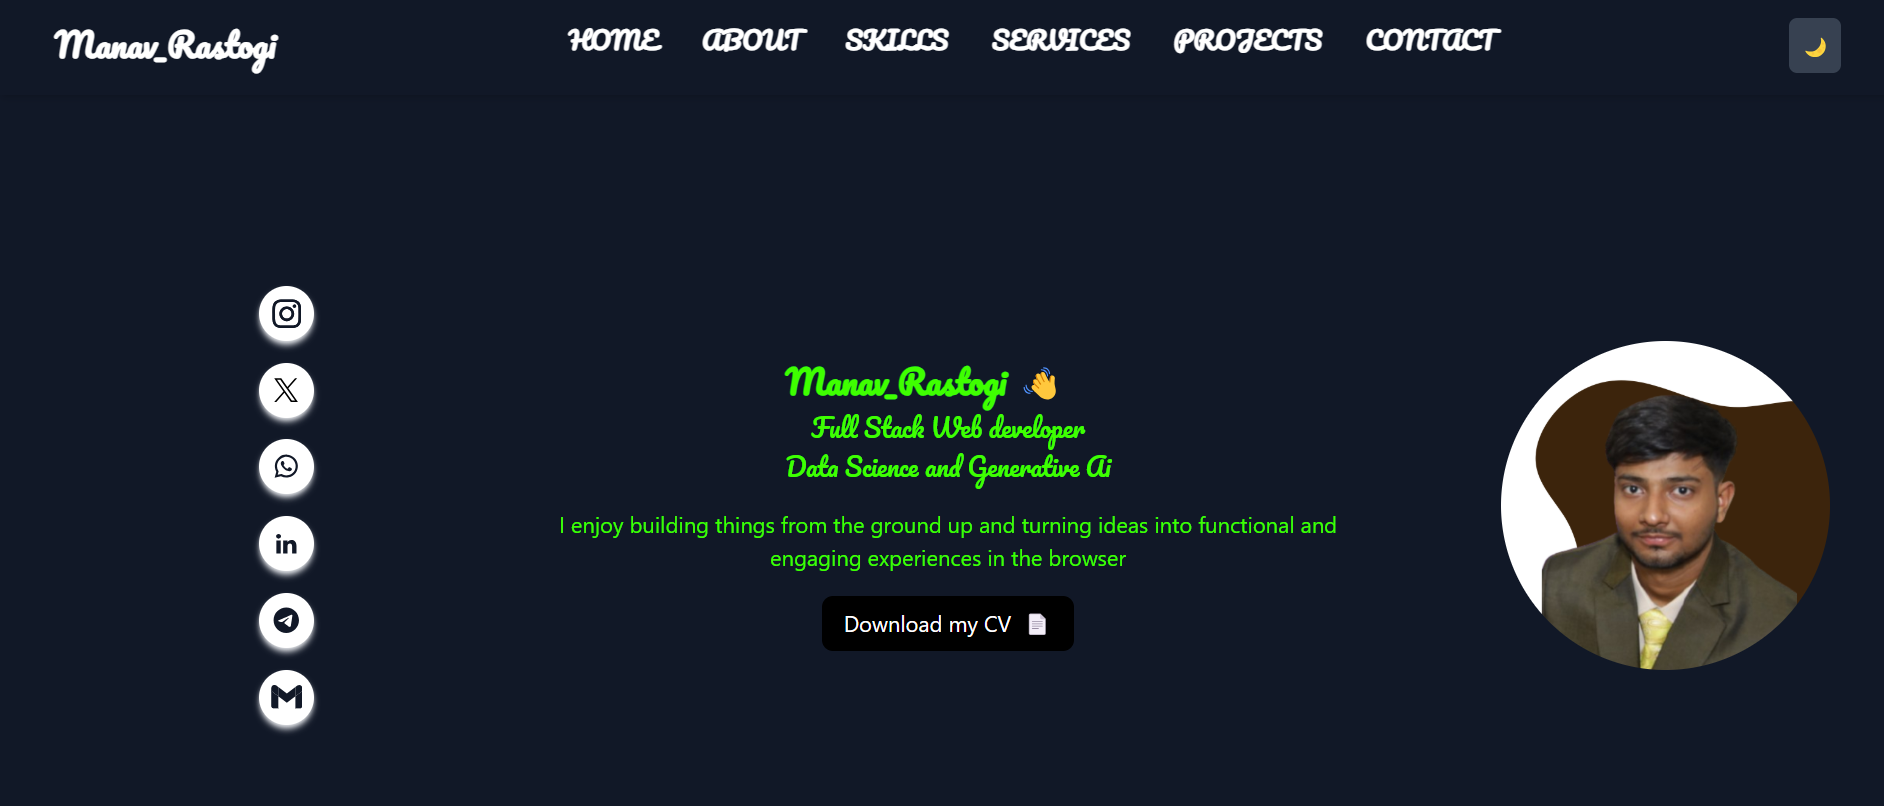 Manav_Rastogi
HOME ABOUT SKILLS SERVICES PROJECTS CONTACT
Manav_Rastogi 👋
Full Stack Web developer
Data Science and Generative Ai
I enjoy building things from the ground up and turning ideas into functional and
engaging experiences in the browser
Download my CV